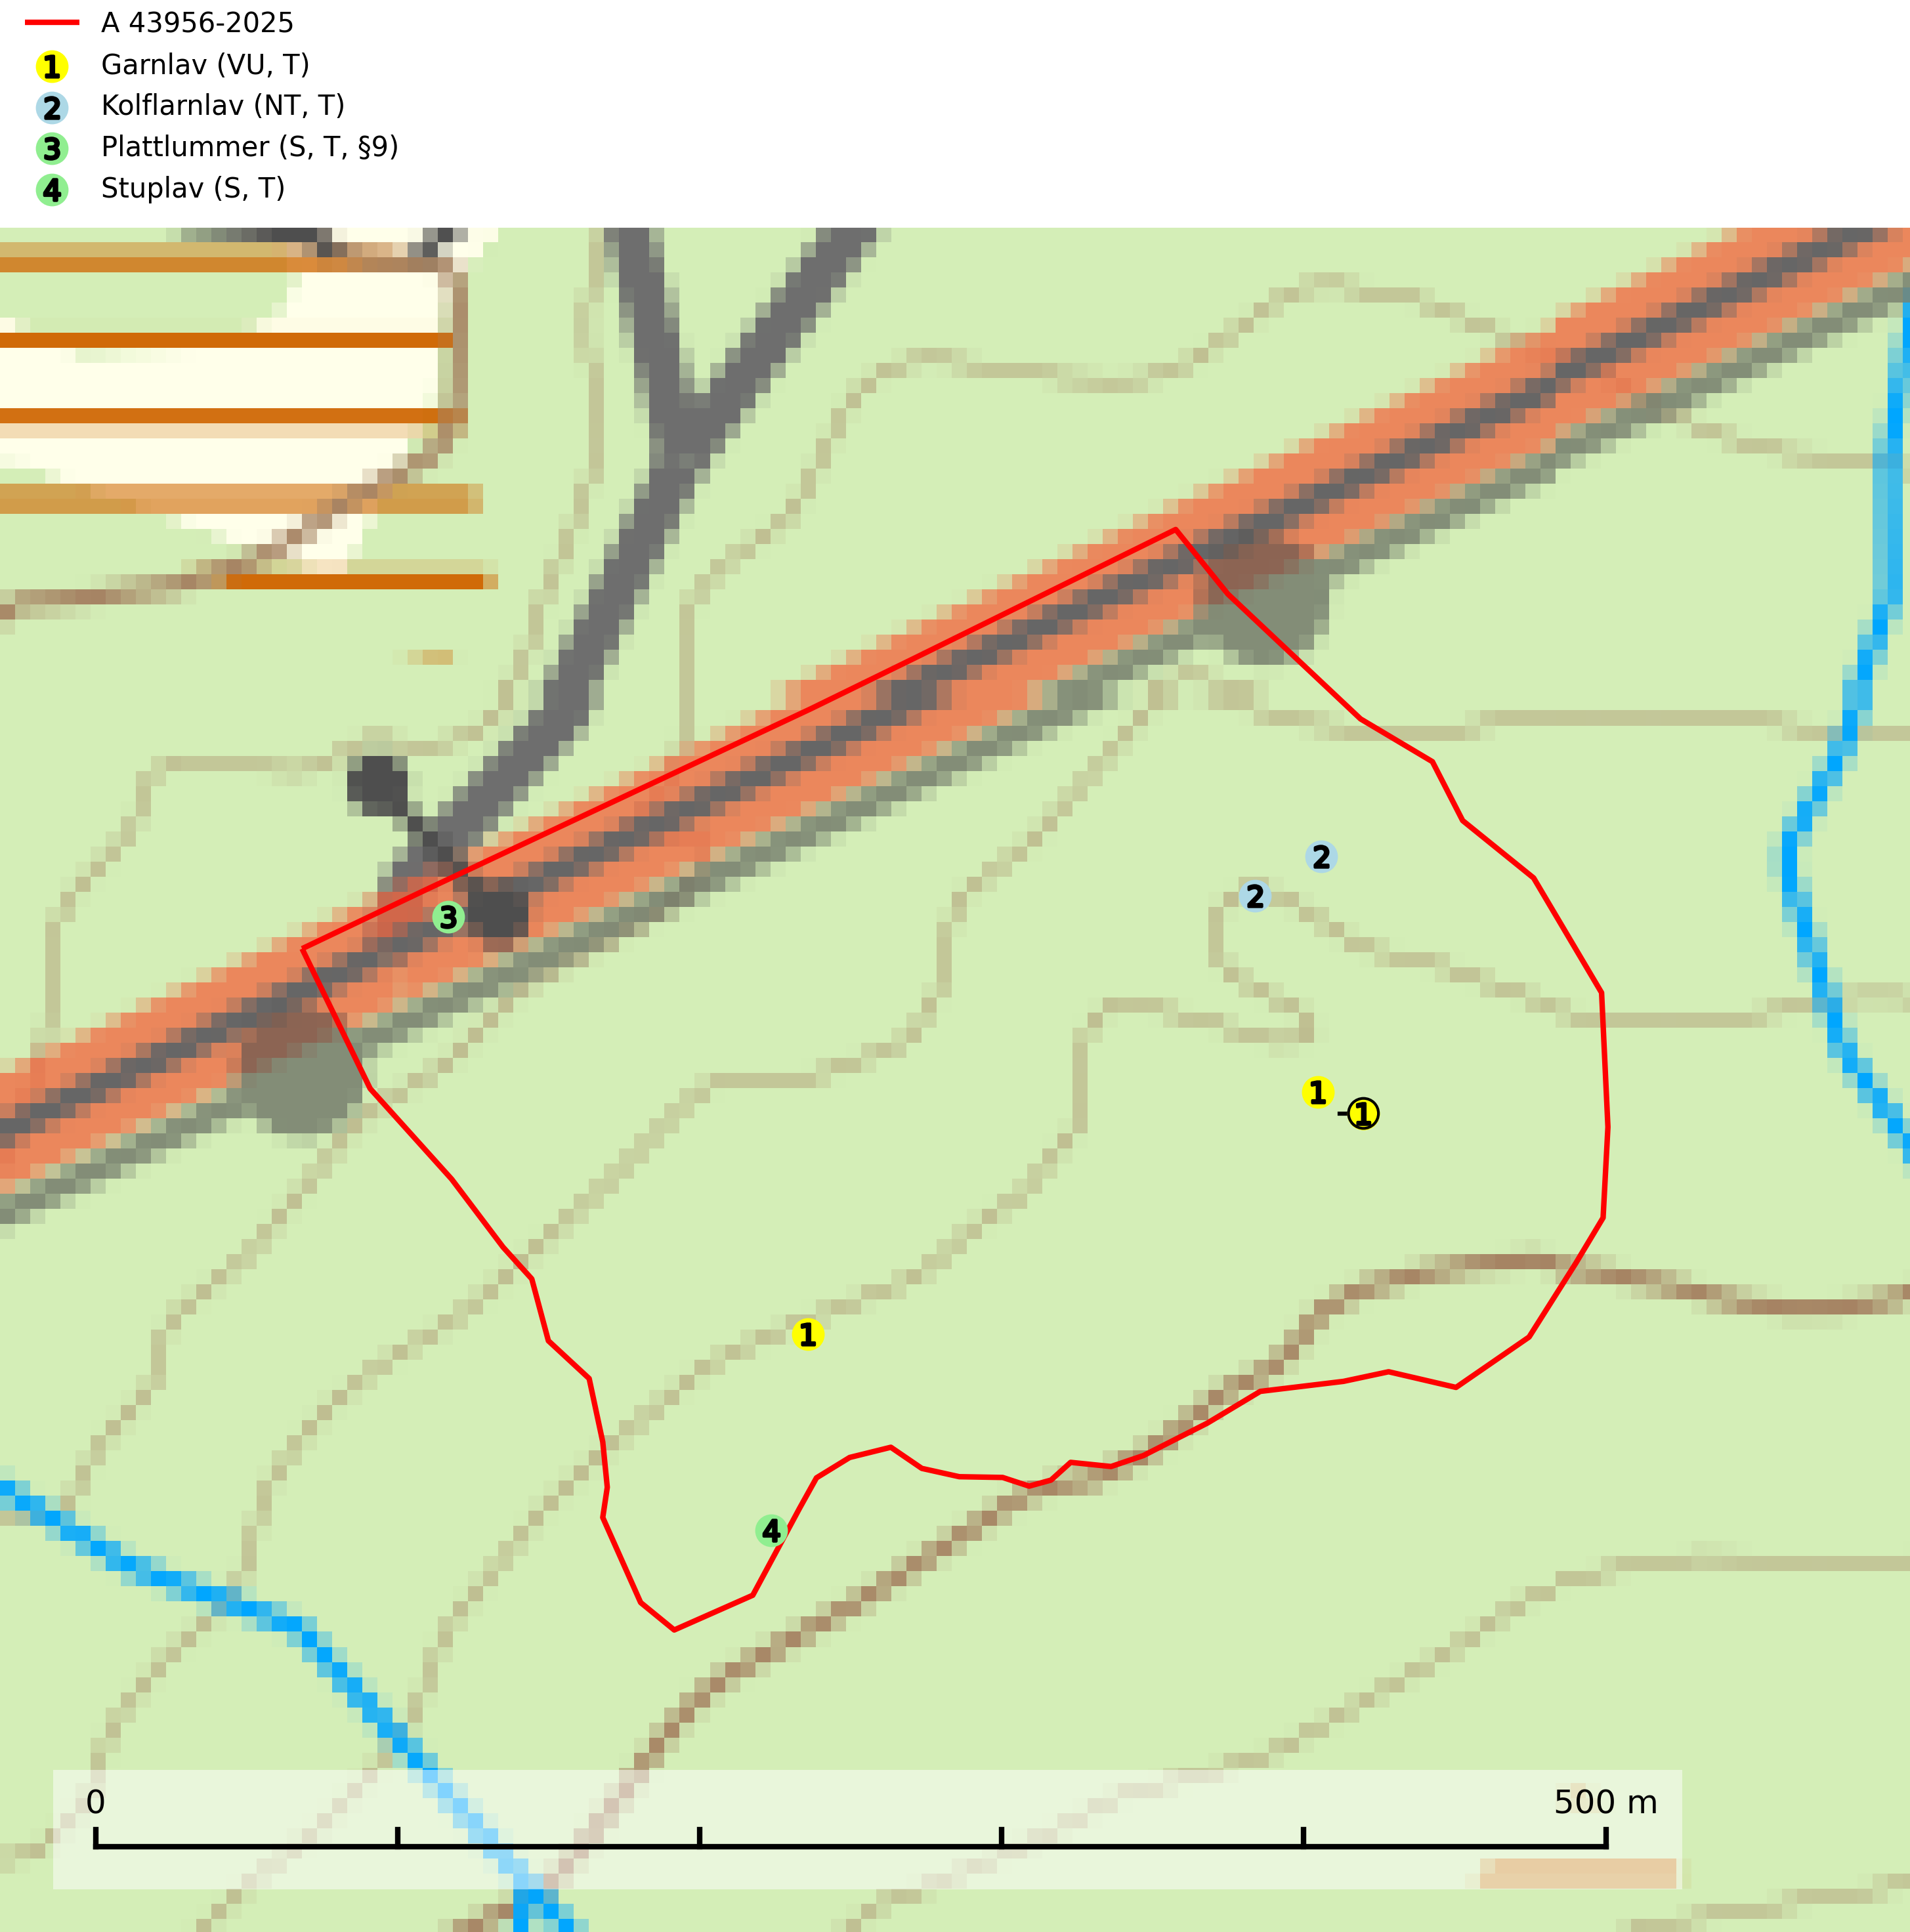 A 43956-2025
1 Garnlav (VU, T)
2 Kolflarnlav (NT, T)
3 Plattlummer (S, T, §9)
4 Stuplav (S, T)
2
2
3
1
1
1
4
0 500 m